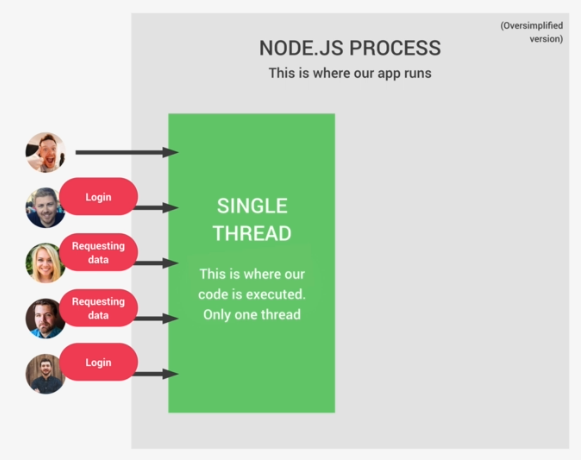 (Oversimplified
version)
NODE.JS PROCESS
This is where our app runs
SINGLE
THREAD
This is where our
code is executed.
Only one thread
Login
Requesting
data
Requesting
data
Login